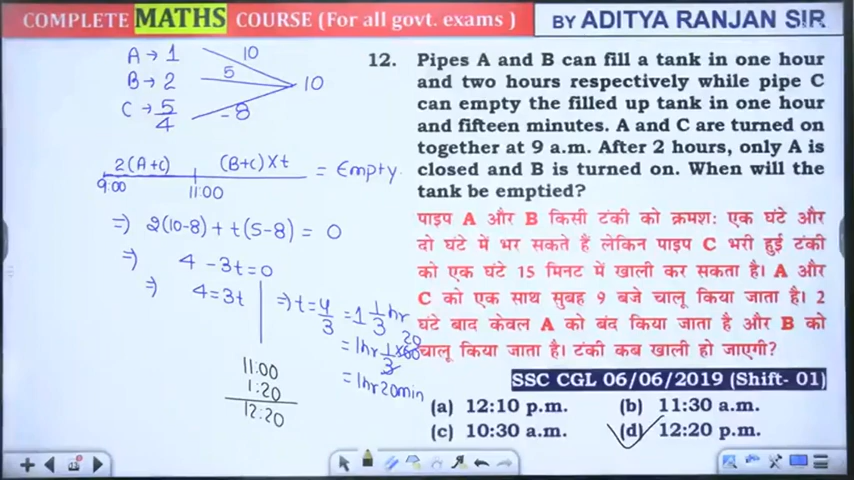 COMPLETE MATHS COURSE (For all govt. exams)
BY ADITYA RANJAN SIR
A → 1
B → 2
C → 5/4
10
5
-8
10
2(A+C) (B+C)×t = Empty.
9:00 11:00
⇒) 2(10-8) + t(5-8) = 0
⇒) 4 - 3t = 0
⇒) 4 = 3t
⇒) t = 4/3 = 1 1/3 hr
= 1hr 1/3 × 60 20
= 1hr 20min
11:00
1:20
12:20
12. Pipes A and B can fill a tank in one hour
and two hours respectively while pipe C
can empty the filled up tank in one hour
and fifteen minutes. A and C are turned on
together at 9 a.m. After 2 hours, only A is
closed and B is turned on. When will the
tank be emptied?
पाइप A और B किसी टंकी को क्रमश: एक घंटे और
दो घंटे में भर सकते हैं लेकिन पाइप C भरी हुई टंकी
को एक घंटे 15 मिनट में खाली कर सकता है। A और
C को एक साथ सुबह 9 बजे चालू किया जाता है। 2
घंटे बाद केवल A को बंद किया जाता है और B को
चालू किया जाता है। टंकी कब खाली हो जाएगी?
SSC CGL 06/06/2019 (Shift- 01)
(a) 12:10 p.m. (b) 11:30 a.m.
(c) 10:30 a.m. (d) 12:20 p.m.